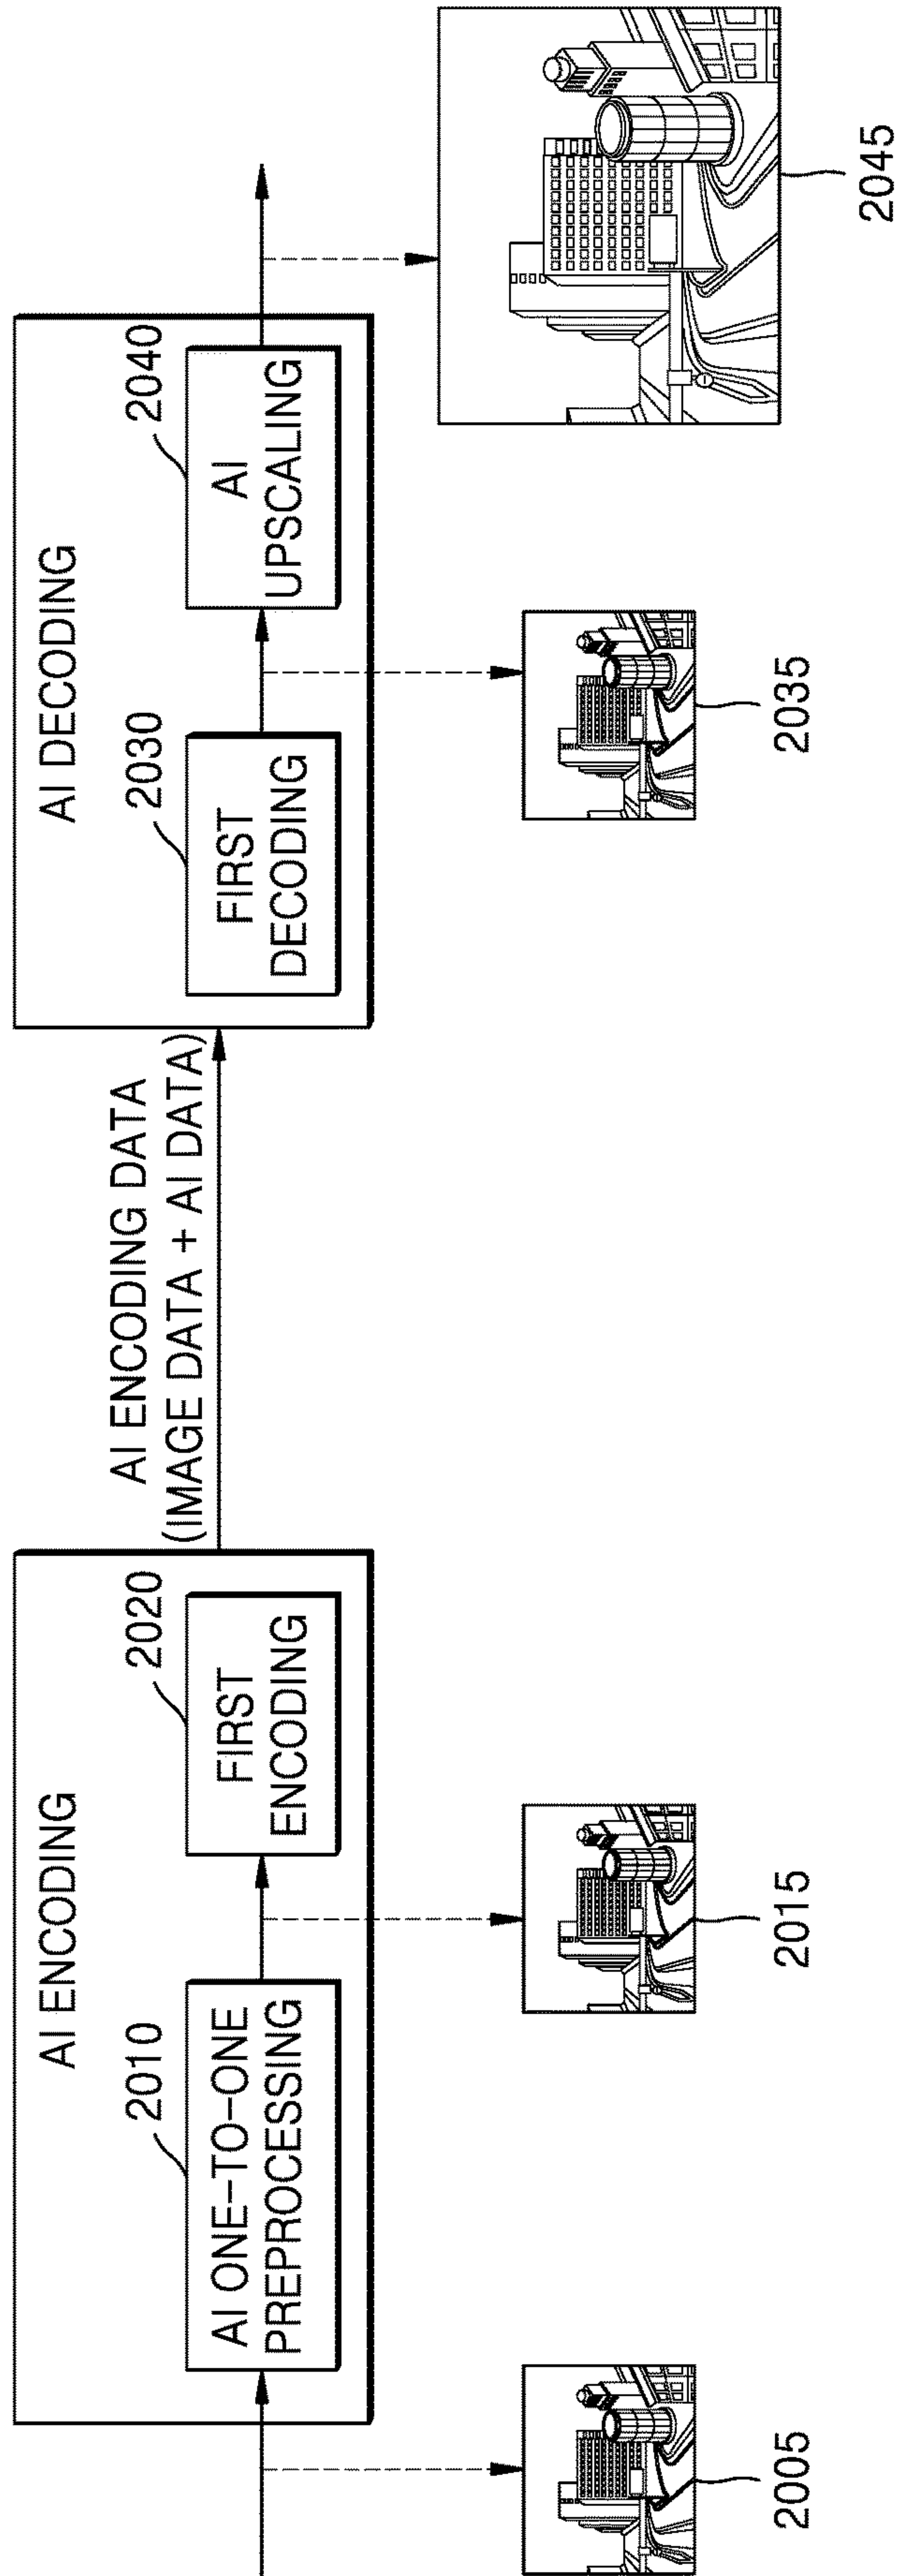 AI ENCODING
2010
AI ONE-TO-ONE
PREPROCESSING
2020
FIRST
ENCODING
AI ENCODING DATA
(IMAGE DATA + AI DATA)
AI DECODING
2030
FIRST
DECODING
2040
AI
UPSCALING
2005
2015
2035
2045